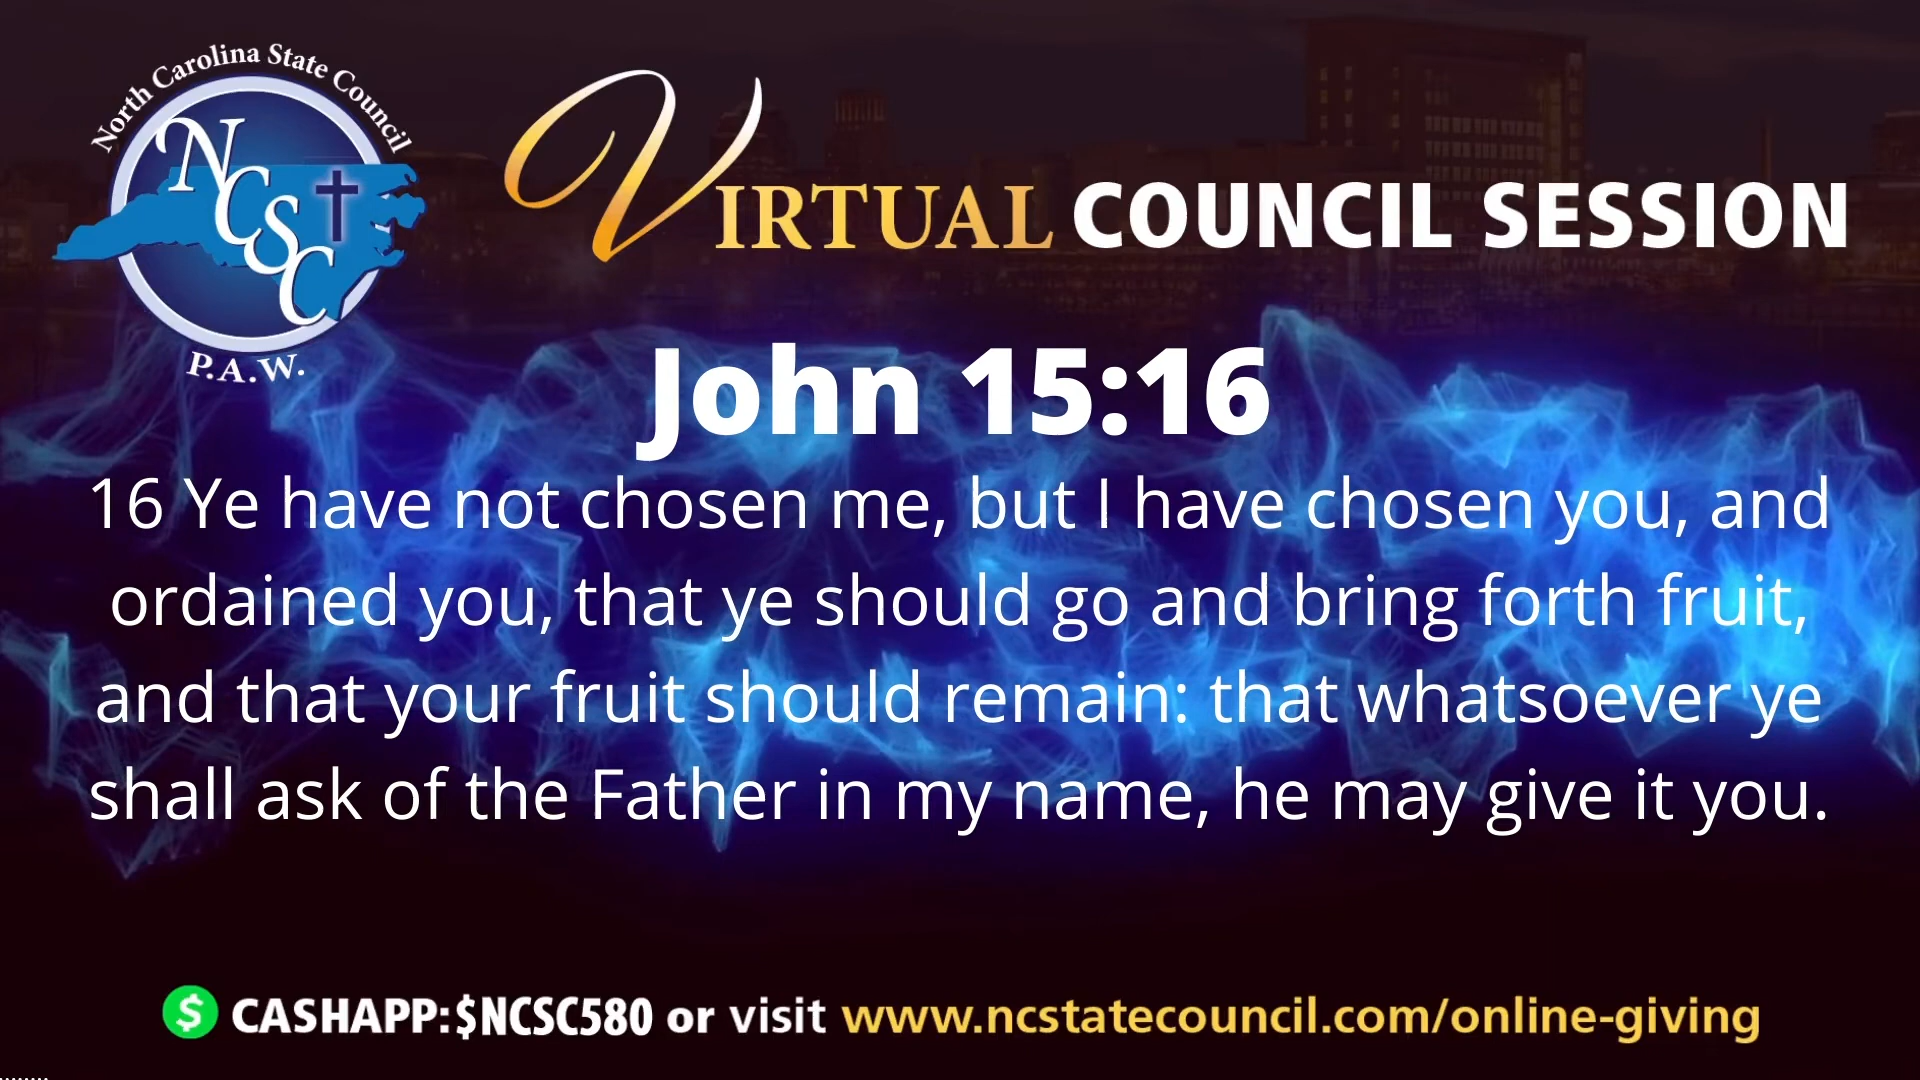 North Carolina State Council
NCSC
P.A.W.
VIRTUAL COUNCIL SESSION
John 15:16
16 Ye have not chosen me, but I have chosen you, and
ordained you, that ye should go and bring forth fruit,
and that your fruit should remain: that whatsoever ye
shall ask of the Father in my name, he may give it you.
$ CASHAPP:$NCSC580 or visit www.ncstatecouncil.com/online-giving